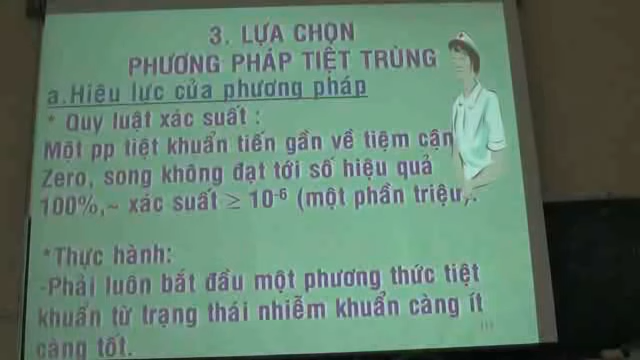 3. LỰA CHỌN
PHƯƠNG PHÁP TIỆT TRÙNG
a.Hiệu lực của phương pháp
* Quy luật xác suất :
Một pp tiệt khuẩn tiến gần về tiệm cận
Zero, song không đạt tới số hiệu quả
100%,~ xác suất ≥ 10⁻⁶ (một phần triệu).
*Thực hành:
-Phải luôn bắt đầu một phương thức tiệt
khuẩn từ trạng thái nhiễm khuẩn càng ít
càng tốt.